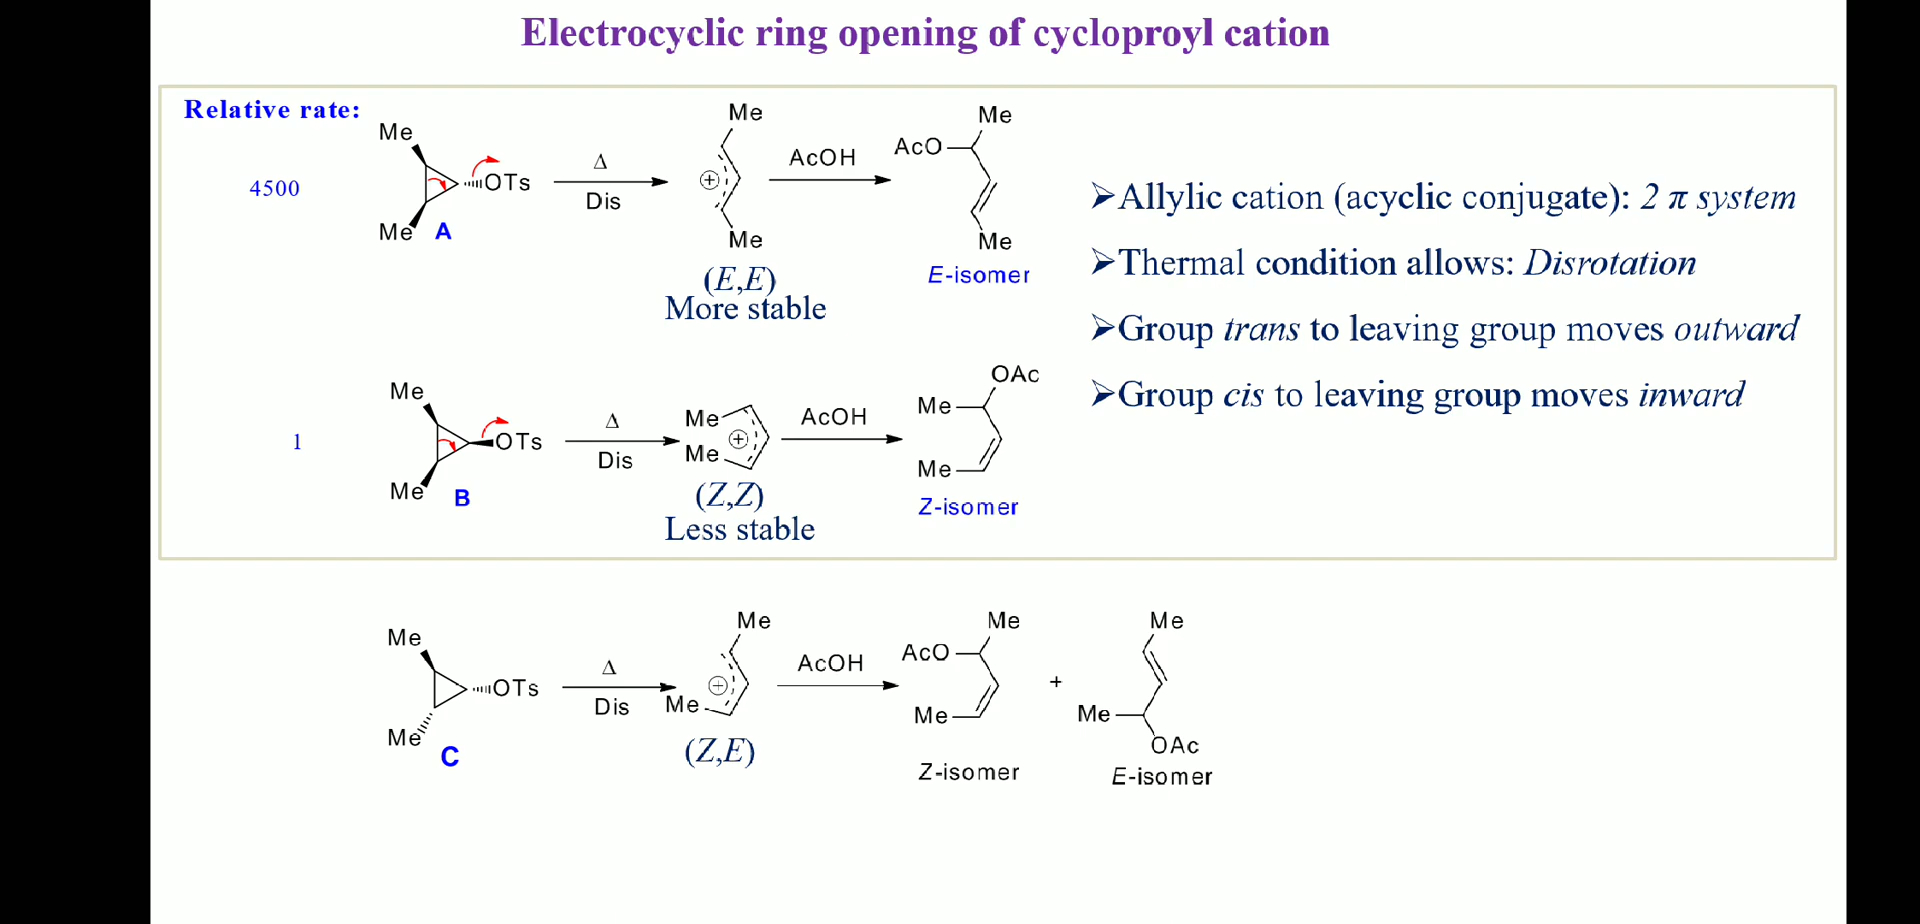 Electrocyclic ring opening of cycloproyl cation
Relative rate:
4500
Me
Me
OTs
A
Δ
Dis
Me
⊕
Me
(E,E)
More stable
AcOH
Me
AcO
Me
E-isomer
➢Allylic cation (acyclic conjugate): 2 π system
➢Thermal condition allows: Disrotation
➢Group trans to leaving group moves outward
➢Group cis to leaving group moves inward
1
Me
Me
OTs
B
Δ
Dis
Me
⊕
Me
(Z,Z)
Less stable
AcOH
OAc
Me
Me
Z-isomer
Me
Me
OTs
C
Δ
Dis
Me
⊕
Me
(Z,E)
AcOH
Me
AcO
Me
Z-isomer
+
Me
Me
OAc
E-isomer